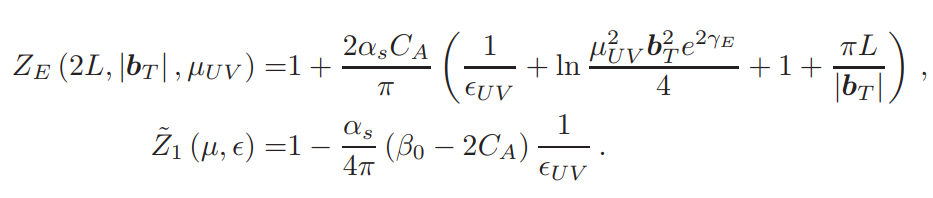 Z_E (2L, |b_T|, μ_{UV}) = 1 + \frac{2α_s C_A}{π} ( \frac{1}{ϵ_{UV}} + ln \frac{μ_{UV}^2 b_T^2 e^{2γ_E}}{4} + 1 + \frac{πL}{|b_T|} ) ,
\tilde{Z}_1 (μ, ϵ) = 1 − \frac{α_s}{4π} (β_0 − 2C_A) \frac{1}{ϵ_{UV}} .